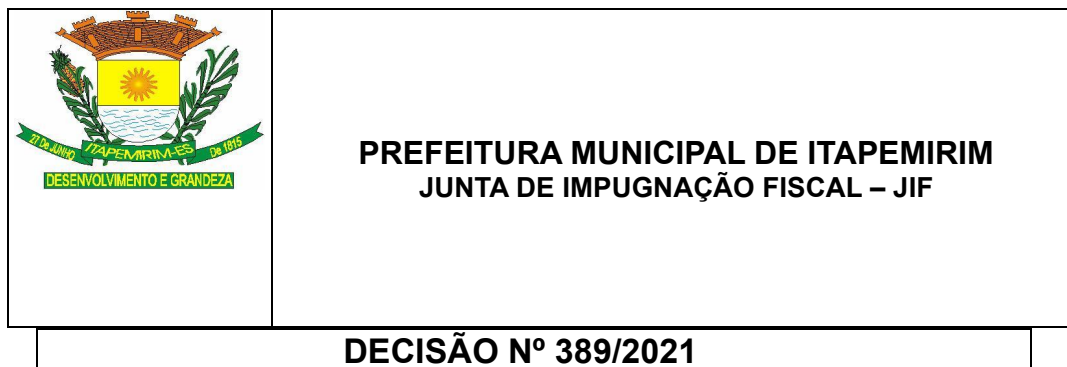 27 De JUNHO ITAPEMIRIM-ES De 1815
DESENVOLVIMENTO E GRANDEZA
PREFEITURA MUNICIPAL DE ITAPEMIRIM
JUNTA DE IMPUGNAÇÃO FISCAL – JIF
DECISÃO Nº 389/2021